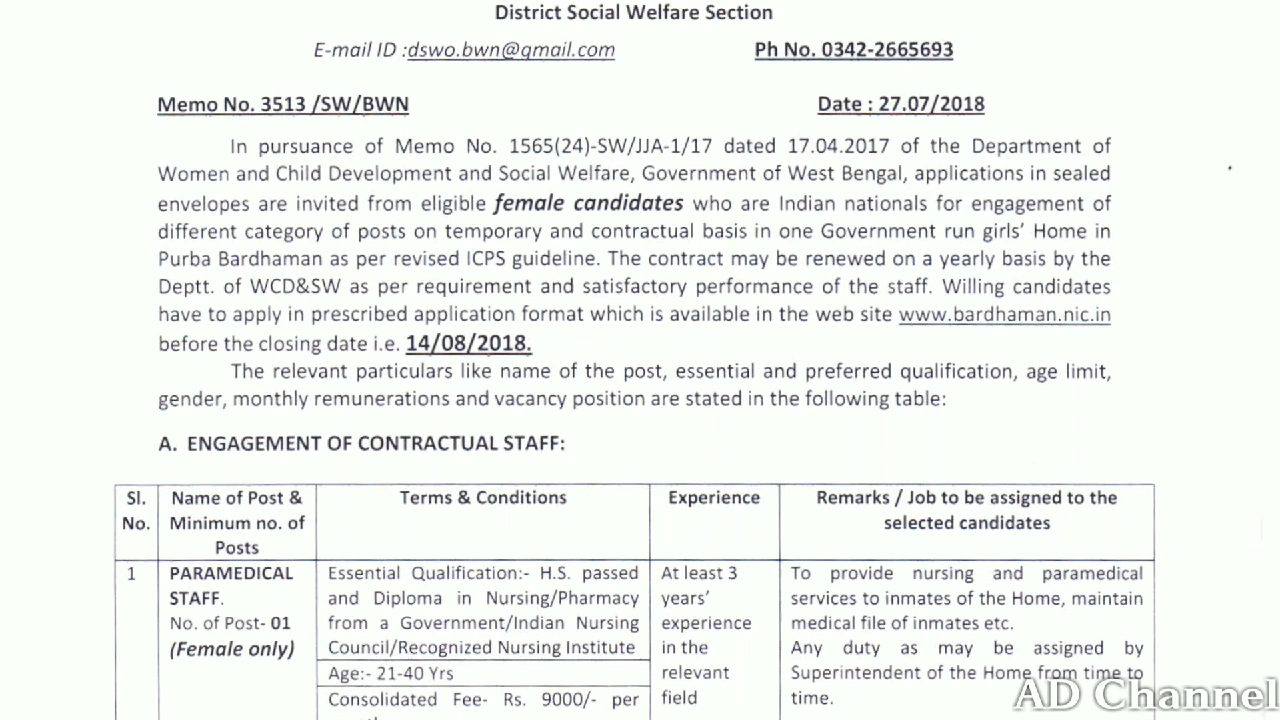 District Social Welfare Section
E-mail ID :dswo.bwn@gmail.com Ph No. 0342-2665693
Memo No. 3513 /SW/BWN Date : 27.07/2018
In pursuance of Memo No. 1565(24)-SW/JJA-1/17 dated 17.04.2017 of the Department of
Women and Child Development and Social Welfare, Government of West Bengal, applications in sealed
envelopes are invited from eligible female candidates who are Indian nationals for engagement of
different category of posts on temporary and contractual basis in one Government run girls' Home in
Purba Bardhaman as per revised ICPS guideline. The contract may be renewed on a yearly basis by the
Deptt. of WCD&SW as per requirement and satisfactory performance of the staff. Willing candidates
have to apply in prescribed application format which is available in the web site www.bardhaman.nic.in
before the closing date i.e. 14/08/2018.
The relevant particulars like name of the post, essential and preferred qualification, age limit,
gender, monthly remunerations and vacancy position are stated in the following table:
A. ENGAGEMENT OF CONTRACTUAL STAFF:
Sl. No.
Name of Post &
Minimum no. of
Posts
Terms & Conditions
Experience
Remarks / Job to be assigned to the
selected candidates
1
PARAMEDICAL
STAFF.
No. of Post- 01
(Female only)
Essential Qualification:- H.S. passed
and Diploma in Nursing/Pharmacy
from a Government/Indian Nursing
Council/Recognized Nursing Institute
Age:- 21-40 Yrs
Consolidated Fee- Rs. 9000/- per
At least 3
years'
experience
in the
relevant
field
To provide nursing and paramedical
services to inmates of the Home, maintain
medical file of inmates etc.
Any duty as may be assigned by
Superintendent of the Home from time to
time.
AD Channel